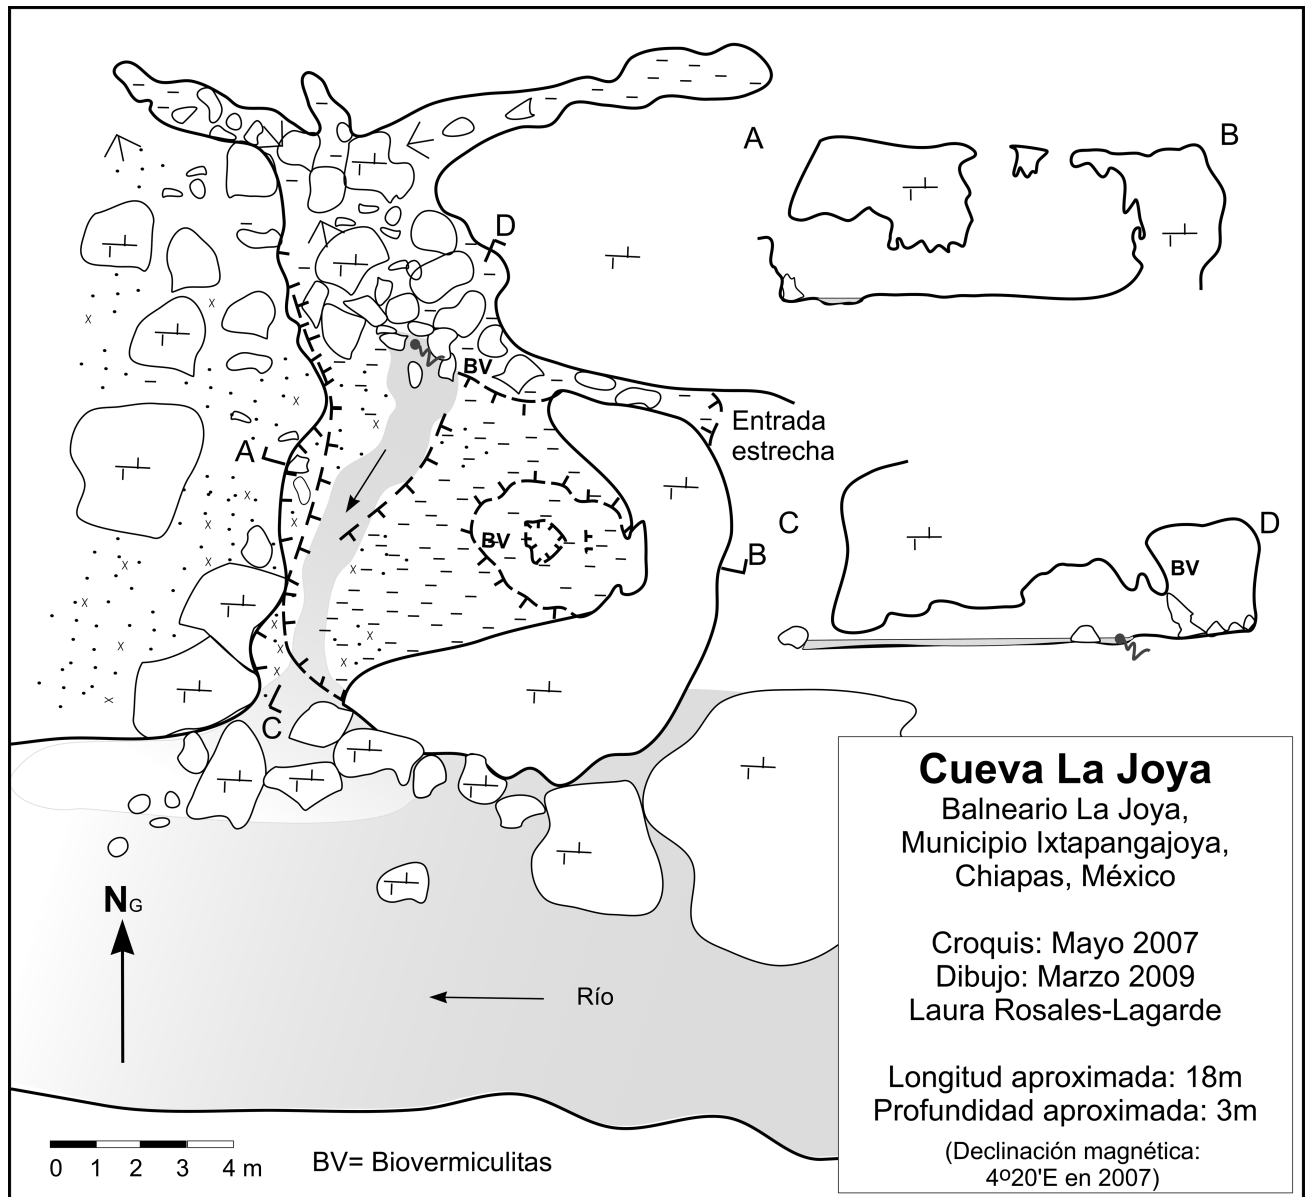 A
B
D
BV
Entrada
estrecha
A
C
D
BV
BV
B
C
Cueva La Joya
Balneario La Joya,
Municipio Ixtapangajoya,
Chiapas, México
Croquis: Mayo 2007
Dibujo: Marzo 2009
Laura Rosales-Lagarde
Longitud aproximada: 18m
Profundidad aproximada: 3m
(Declinación magnética:
4º20'E en 2007)
NG
Río
0 1 2 3 4 m
BV= Biovermiculitas